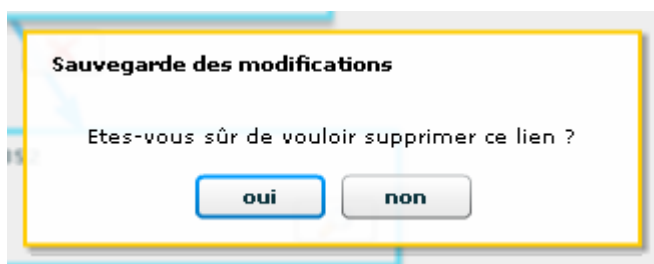 Sauvegarde des modifications
Etes-vous sûr de vouloir supprimer ce lien ?
oui
non